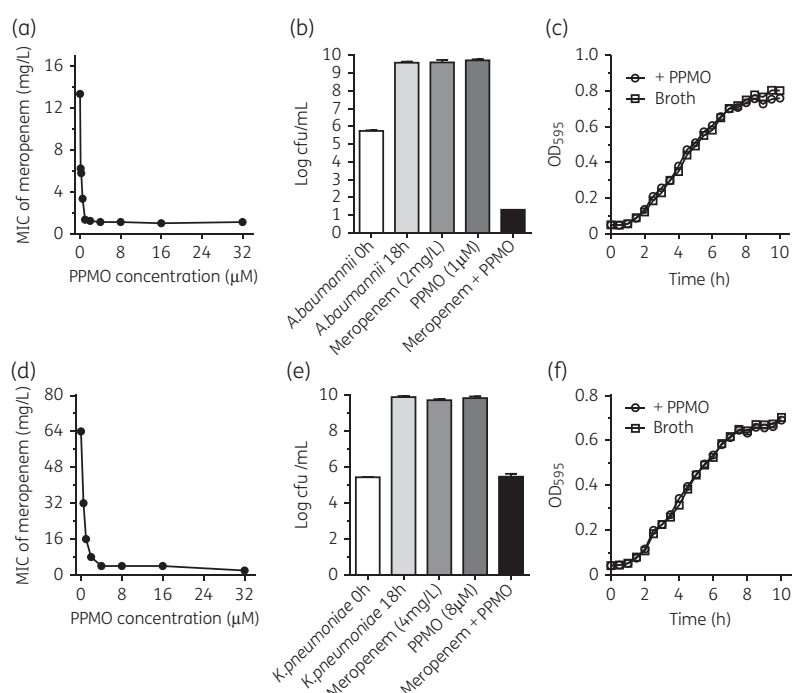 (a)
MIC of meropenem (mg/L)
16
12
8
4
0
0 8 16 24 32
PPMO concentration (µM)
(b)
Log cfu/mL
10
9
8
7
6
5
4
3
2
1
0
A.baumannii 0h
A.baumannii 18h
Meropenem (2mg/L)
PPMO (1µM)
Meropenem + PPMO
(c)
OD595
1.0
0.8
0.6
0.4
0.2
0
0 2 4 6 8 10
Time (h)
+ PPMO
Broth
(d)
MIC of meropenem (mg/L)
80
64
48
32
16
0
0 8 16 24 32
PPMO concentration (µM)
(e)
Log cfu /mL
10
8
6
4
2
0
K.pneumoniae 0h
K.pneumoniae 18h
Meropenem (4mg/L)
PPMO (8µM)
Meropenem + PPMO
(f)
OD595
0.8
0.6
0.4
0.2
0
0 2 4 6 8 10
Time (h)
+ PPMO
Broth